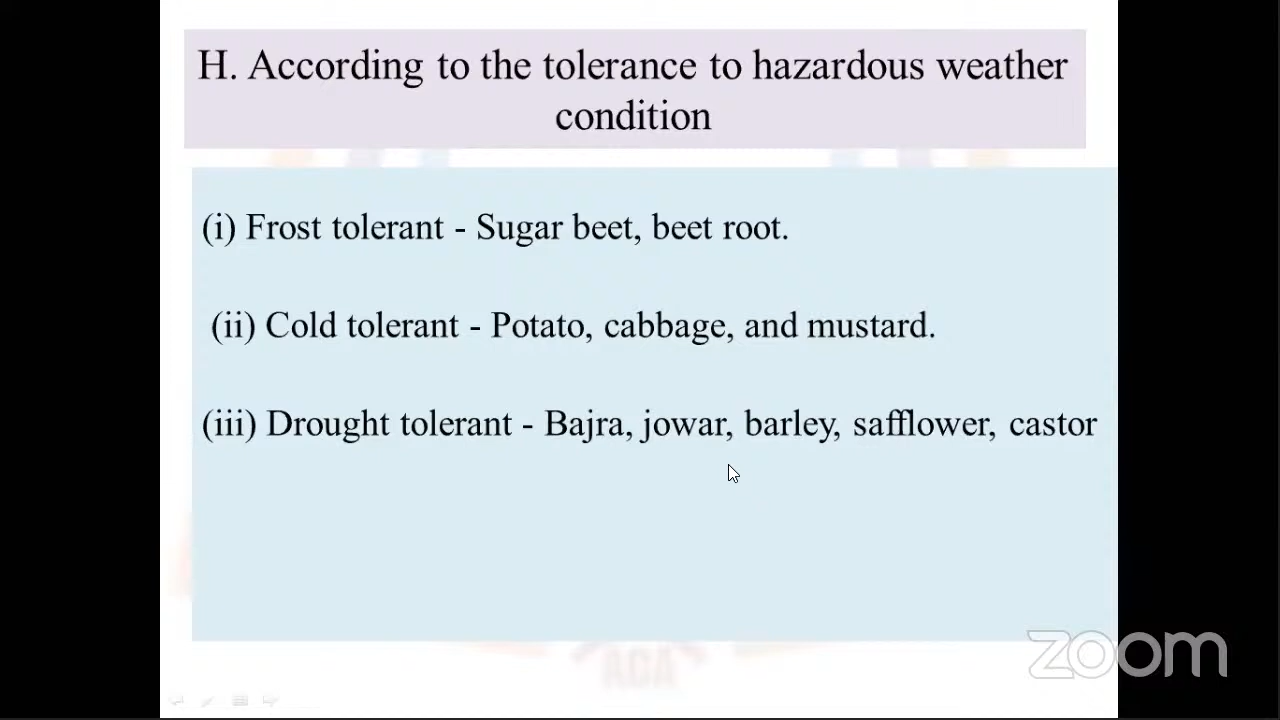 H. According to the tolerance to hazardous weather
condition
(i) Frost tolerant - Sugar beet, beet root.
(ii) Cold tolerant - Potato, cabbage, and mustard.
(iii) Drought tolerant - Bajra, jowar, barley, safflower, castor
zoom
ACA